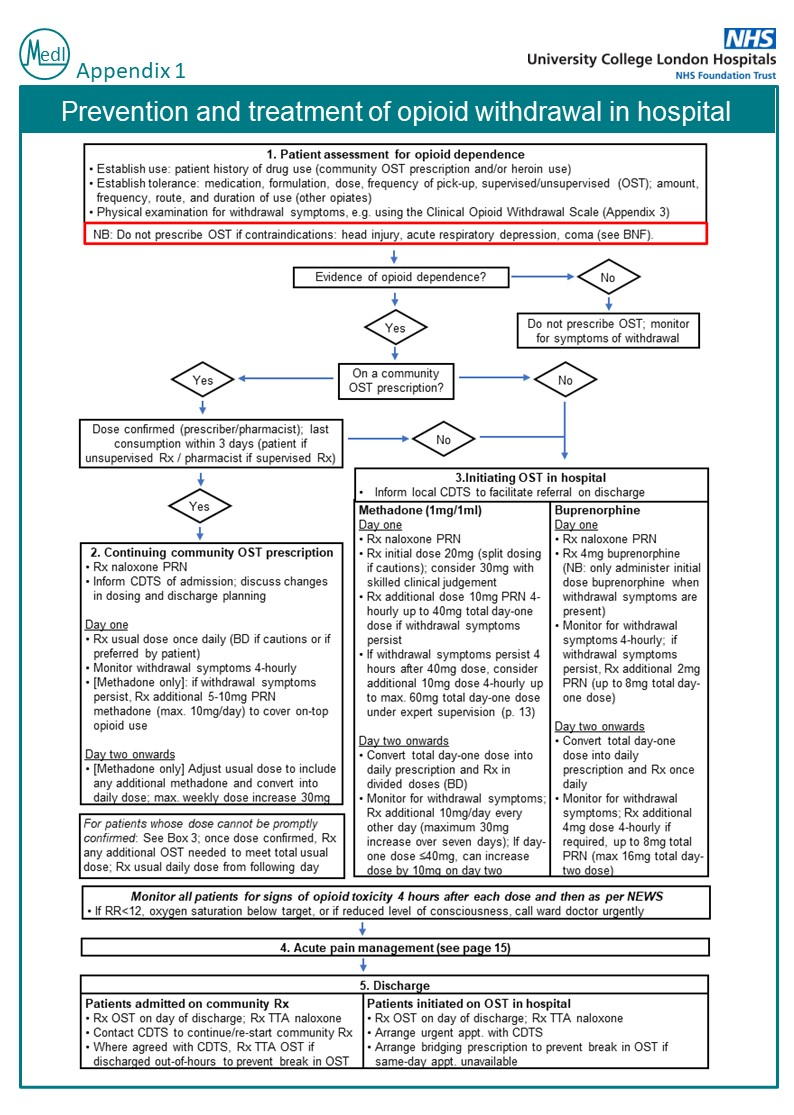 Medl
Appendix 1
NHS
University College London Hospitals
NHS Foundation Trust
Prevention and treatment of opioid withdrawal in hospital
1. Patient assessment for opioid dependence
• Establish use: patient history of drug use (community OST prescription and/or heroin use)
• Establish tolerance: medication, formulation, dose, frequency of pick-up, supervised/unsupervised (OST); amount,
frequency, route, and duration of use (other opiates)
• Physical examination for withdrawal symptoms, e.g. using the Clinical Opioid Withdrawal Scale (Appendix 3)
NB: Do not prescribe OST if contraindications: head injury, acute respiratory depression, coma (see BNF).
Evidence of opioid dependence?
No
Yes
Do not prescribe OST; monitor
for symptoms of withdrawal
Yes
On a community
OST prescription?
No
Dose confirmed (prescriber/pharmacist); last
consumption within 3 days (patient if
unsupervised Rx / pharmacist if supervised Rx)
No
Yes
3.Initiating OST in hospital
• Inform local CDTS to facilitate referral on discharge
Methadone (1mg/1ml)
Day one
• Rx naloxone PRN
• Rx initial dose 20mg (split dosing
if cautions); consider 30mg with
skilled clinical judgement
• Rx additional dose 10mg PRN 4-
hourly up to 40mg total day-one
dose if withdrawal symptoms
persist
• If withdrawal symptoms persist 4
hours after 40mg dose, consider
additional 10mg dose 4-hourly up
to max. 60mg total day-one dose
under expert supervision (p. 13)
Day two onwards
• Convert total day-one dose into
daily prescription and Rx in
divided doses (BD)
• Monitor for withdrawal symptoms;
Rx additional 10mg/day every
other day (maximum 30mg
increase over seven days); If day-
one dose ≤40mg, can increase
dose by 10mg on day two
Buprenorphine
Day one
• Rx naloxone PRN
• Rx 4mg buprenorphine
(NB: only administer initial
dose buprenorphine when
withdrawal symptoms are
present)
• Monitor for withdrawal
symptoms 4-hourly; if
withdrawal symptoms
persist, Rx additional 2mg
PRN (up to 8mg total day-
one dose)
Day two onwards
• Convert total day-one
dose into daily
prescription and Rx once
daily
• Monitor for withdrawal
symptoms; Rx additional
4mg dose 4-hourly if
required, up to 8mg total
PRN (max 16mg total day-
two dose)
2. Continuing community OST prescription
• Rx naloxone PRN
• Inform CDTS of admission; discuss changes
in dosing and discharge planning
Day one
• Rx usual dose once daily (BD if cautions or if
preferred by patient)
• Monitor withdrawal symptoms 4-hourly
• [Methadone only]: if withdrawal symptoms
persist, Rx additional 5-10mg PRN
methadone (max. 10mg/day) to cover on-top
opioid use
Day two onwards
• [Methadone only] Adjust usual dose to include
any additional methadone and convert into
daily dose; max. weekly dose increase 30mg
For patients whose dose cannot be promptly
confirmed: See Box 3; once dose confirmed, Rx
any additional OST needed to meet total usual
dose; Rx usual daily dose from following day
Monitor all patients for signs of opioid toxicity 4 hours after each dose and then as per NEWS
• If RR<12, oxygen saturation below target, or if reduced level of consciousness, call ward doctor urgently
4. Acute pain management (see page 15)
5. Discharge
Patients admitted on community Rx
• Rx OST on day of discharge; Rx TTA naloxone
• Contact CDTS to continue/re-start community Rx
• Where agreed with CDTS, Rx TTA OST if
discharged out-of-hours to prevent break in OST
Patients initiated on OST in hospital
• Rx OST on day of discharge; Rx TTA naloxone
• Arrange urgent appt. with CDTS
• Arrange bridging prescription to prevent break in OST if
same-day appt. unavailable